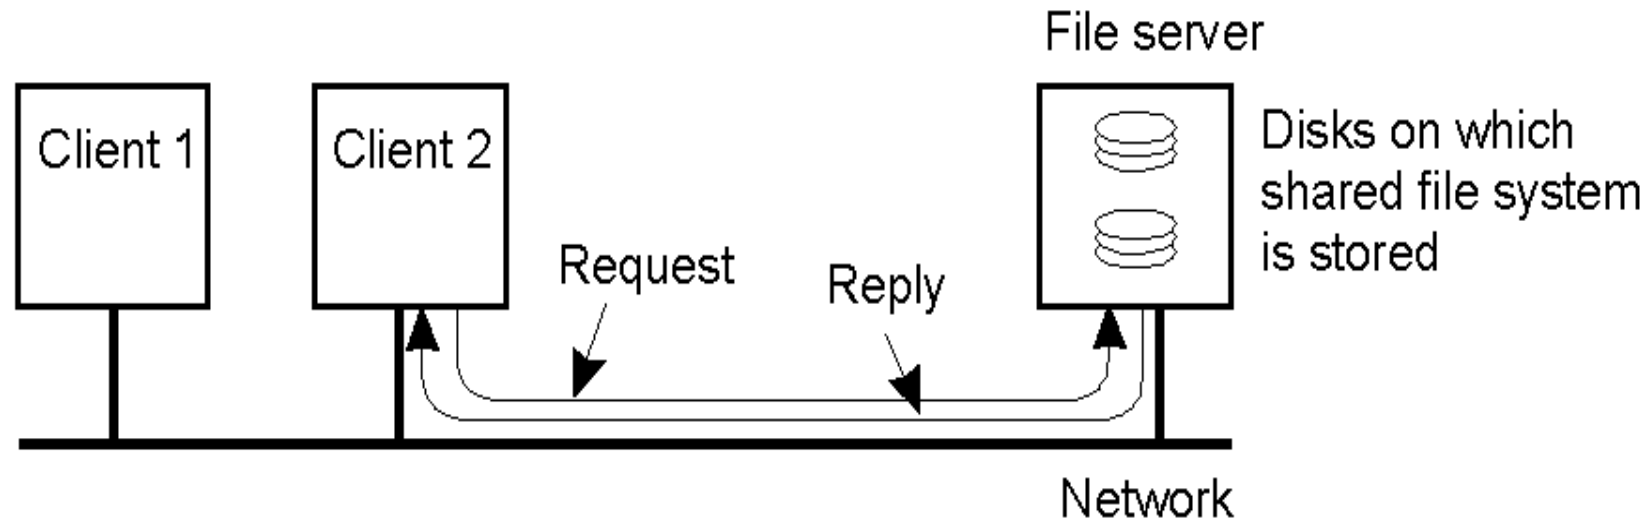 File server
Client 1
Client 2
Disks on which
shared file system
is stored
Request
Reply
Network